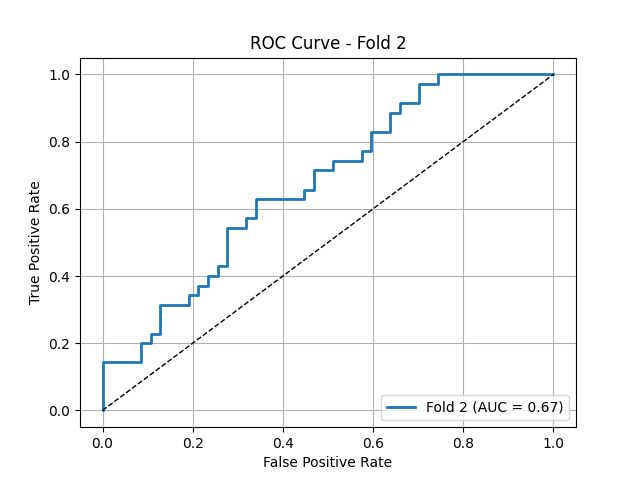 ROC Curve - Fold 2
True Positive Rate
1.0
0.8
0.6
0.4
0.2
0.0
0.0 0.2 0.4 0.6 0.8 1.0
False Positive Rate
Fold 2 (AUC = 0.67)